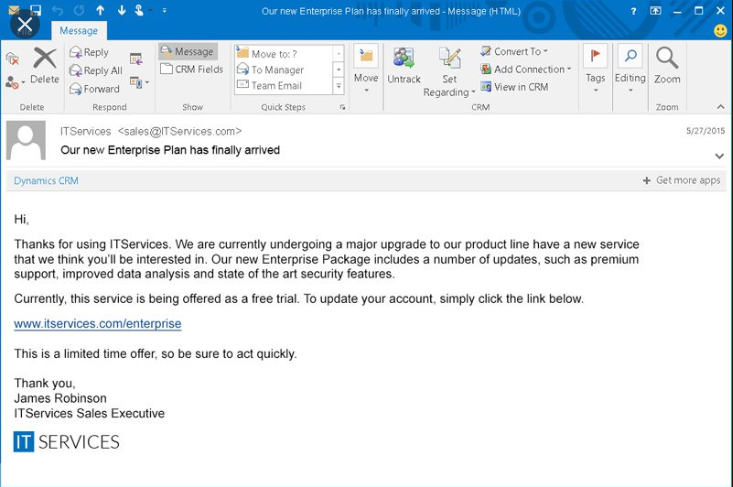 Our new Enterprise Plan has finally arrived - Message (HTML)
Message
Delete
Delete
Reply
Reply All
Forward
Respond
Message
CRM Fields
Show
Move to: ?
To Manager
Team Email
Quick Steps
Move
Untrack
Set
Regarding
Convert To
Add Connection
View in CRM
CRM
Tags
Editing
Zoom
Zoom
ITServices <sales@ITServices.com>
5/27/2015
Our new Enterprise Plan has finally arrived
Dynamics CRM
+ Get more apps
Hi,
Thanks for using ITServices. We are currently undergoing a major upgrade to our product line have a new service
that we think you'll be interested in. Our new Enterprise Package includes a number of updates, such as premium
support, improved data analysis and state of the art security features.
Currently, this service is being offered as a free trial. To update your account, simply click the link below.
www.itservices.com/enterprise
This is a limited time offer, so be sure to act quickly.
Thank you,
James Robinson
ITServices Sales Executive
IT SERVICES